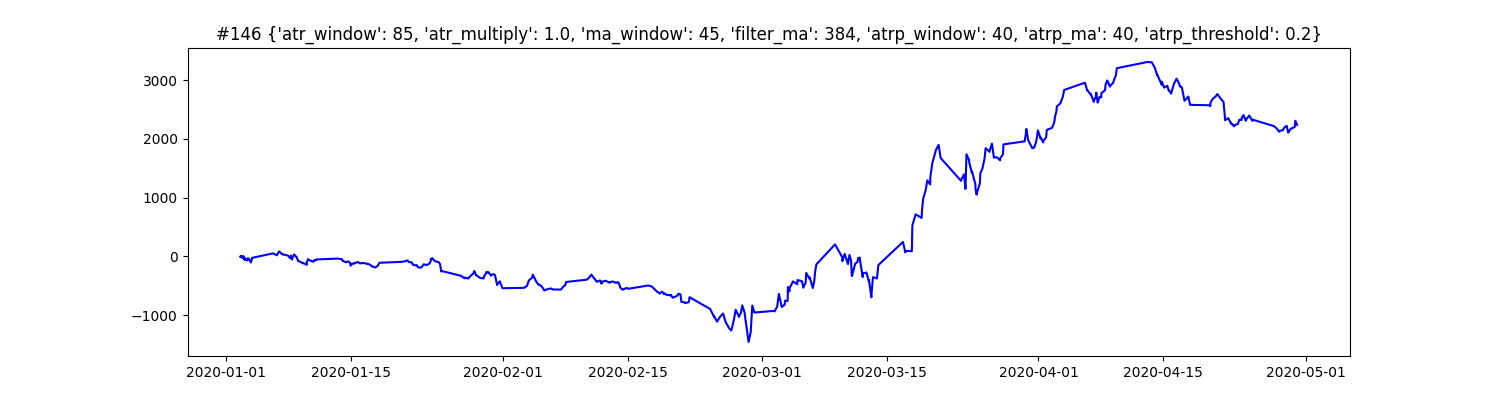 #146 {'atr_window': 85, 'atr_multiply': 1.0, 'ma_window': 45, 'filter_ma': 384, 'atrp_window': 40, 'atrp_ma': 40, 'atrp_threshold': 0.2}
3000
2000
1000
0
−1000
2020-01-01 2020-01-15 2020-02-01 2020-02-15 2020-03-01 2020-03-15 2020-04-01 2020-04-15 2020-05-01